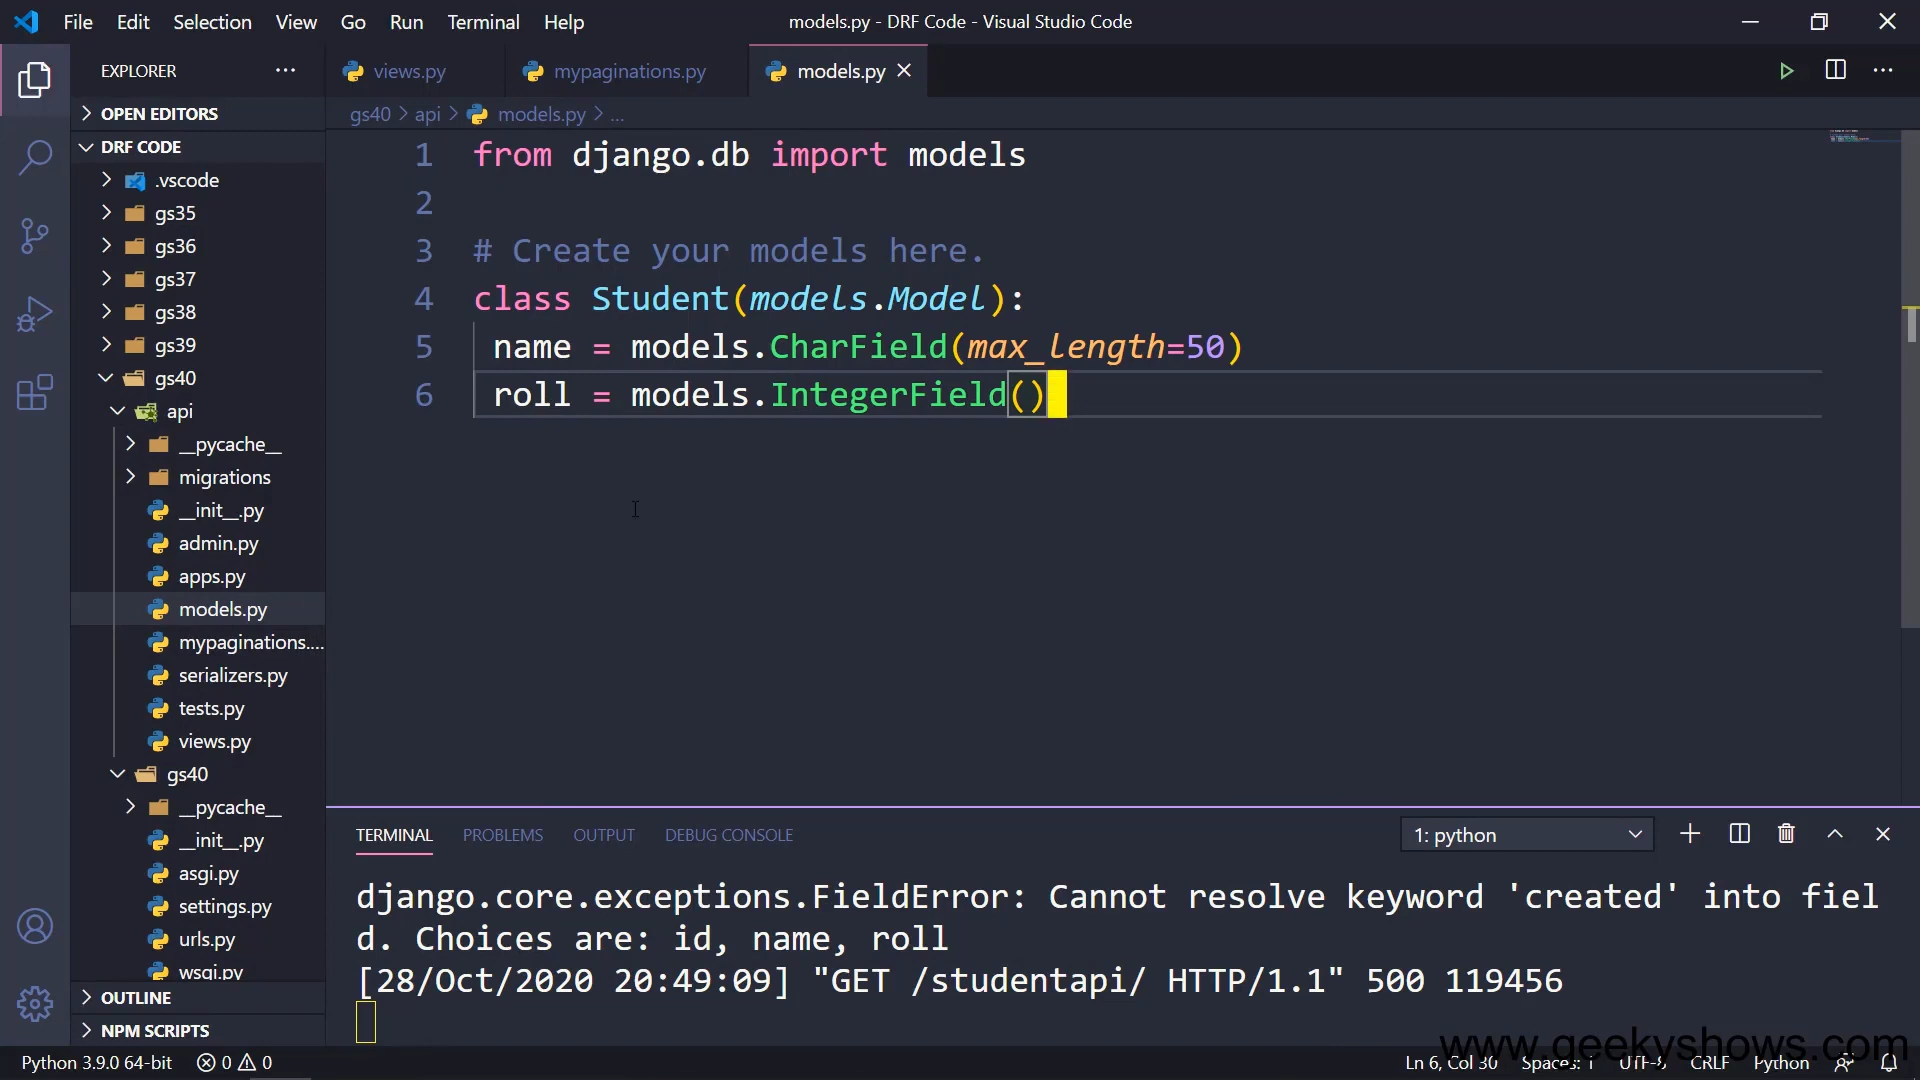 File Edit Selection View Go Run Terminal Help
models.py - DRF Code - Visual Studio Code
EXPLORER
views.py
mypaginations.py
models.py
OPEN EDITORS
DRF CODE
.vscode
gs35
gs36
gs37
gs38
gs39
gs40
api
__pycache__
migrations
__init__.py
admin.py
apps.py
models.py
mypaginations....
serializers.py
tests.py
views.py
gs40
__pycache__
__init__.py
asgi.py
settings.py
urls.py
wsgi.py
OUTLINE
NPM SCRIPTS
gs40 > api > models.py > ...
1 from django.db import models
2
3 # Create your models here.
4 class Student(models.Model):
5 name = models.CharField(max_length=50)
6 roll = models.IntegerField()
TERMINAL PROBLEMS OUTPUT DEBUG CONSOLE
1: python
django.core.exceptions.FieldError: Cannot resolve keyword 'created' into fiel
d. Choices are: id, name, roll
[28/Oct/2020 20:49:09] "GET /studentapi/ HTTP/1.1" 500 119456
www.geekyshows.com
Python 3.9.0 64-bit 0 0
Ln 6, Col 30 Spaces: 1 UTF-8 CRLF Python